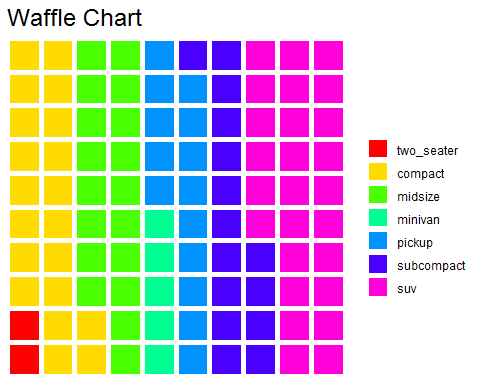 Waffle Chart
two_seater
compact
midsize
minivan
pickup
subcompact
suv